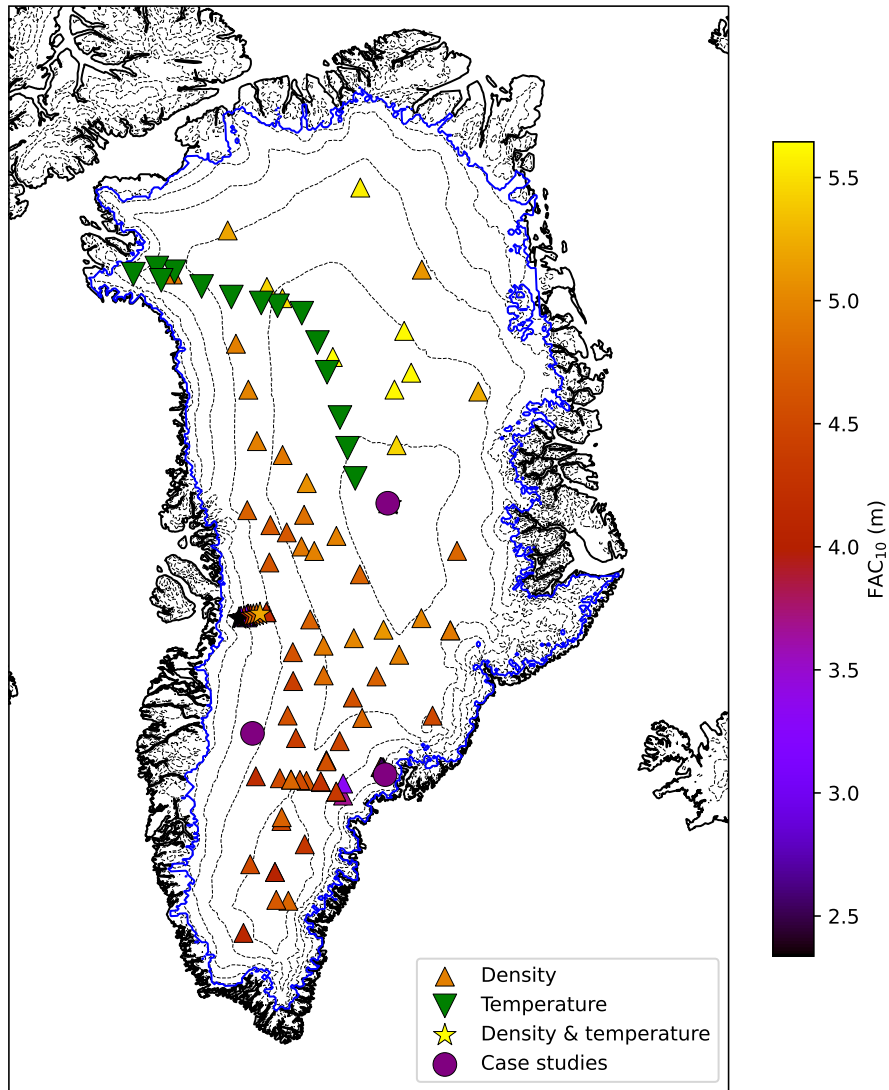 5.5
5.0
4.5
4.0
3.5
3.0
2.5
FAC10 (m)
Density
Temperature
Density & temperature
Case studies